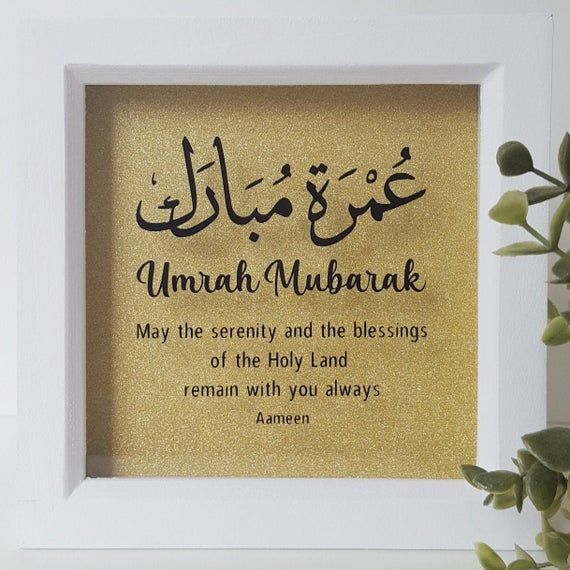 عُمْرَة مُبَارَك
Umrah Mubarak
May the serenity and the blessings
of the Holy Land
remain with you always
Aameen